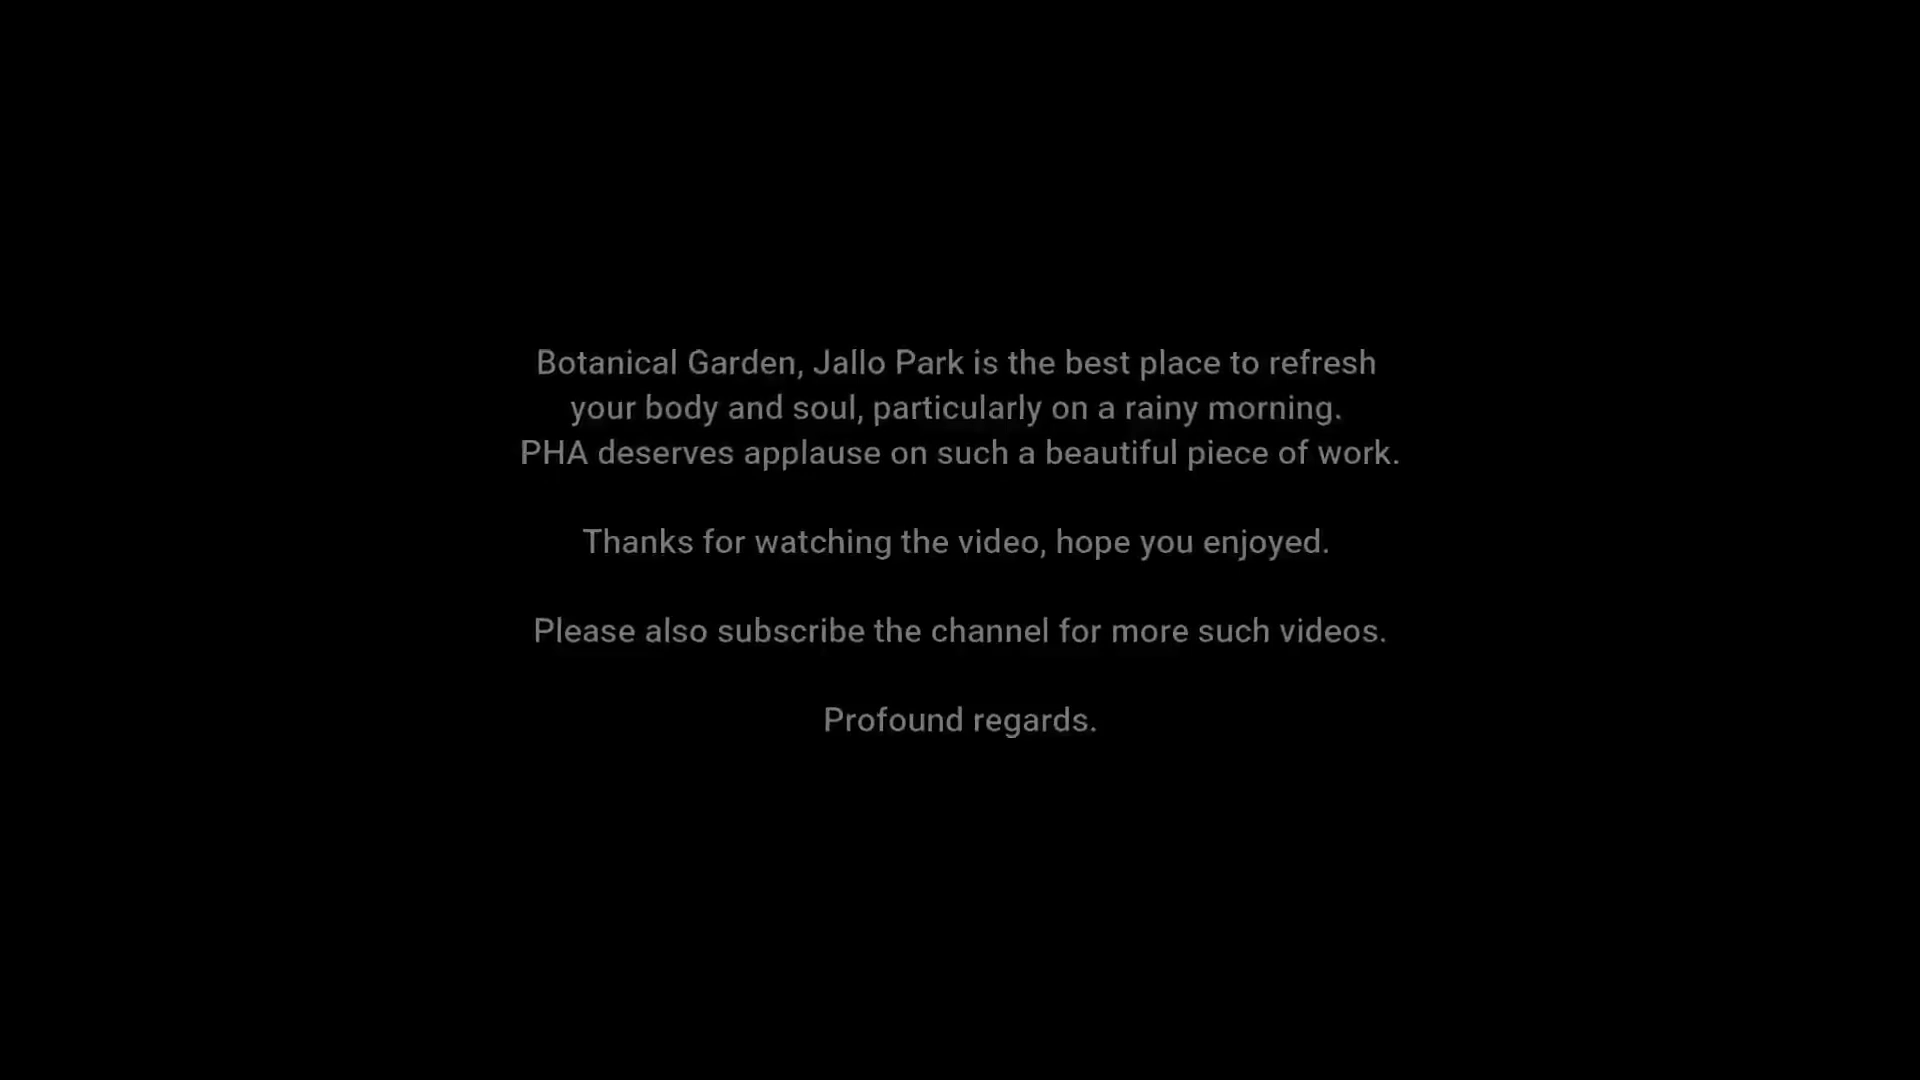 Botanical Garden, Jallo Park is the best place to refresh
your body and soul, particularly on a rainy morning.
PHA deserves applause on such a beautiful piece of work.
Thanks for watching the video, hope you enjoyed.
Please also subscribe the channel for more such videos.
Profound regards.